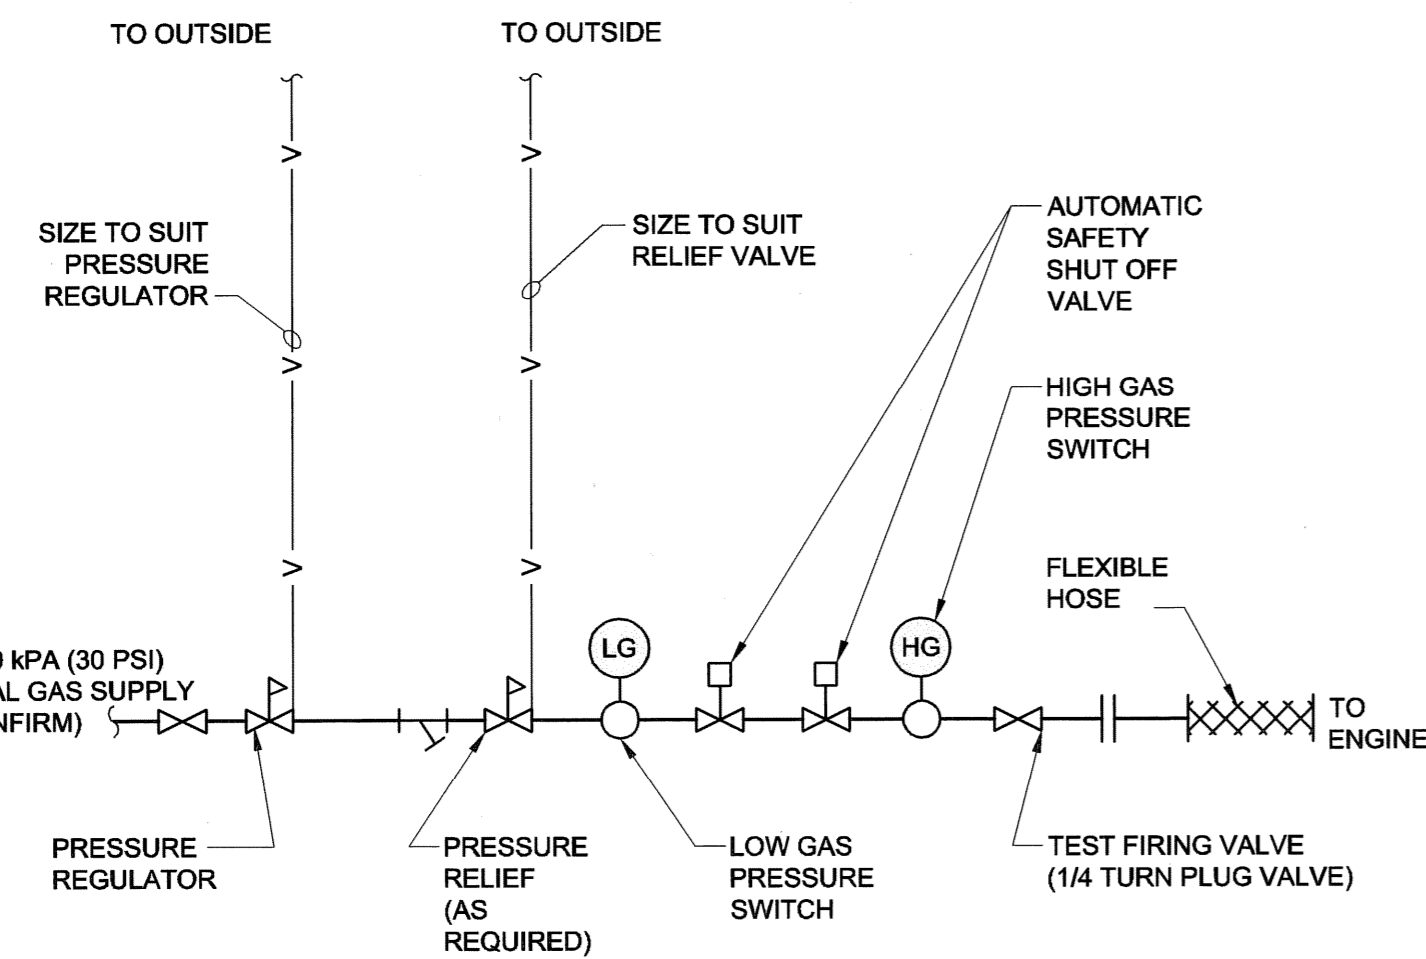 TO OUTSIDE
TO OUTSIDE
SIZE TO SUIT
PRESSURE
REGULATOR
SIZE TO SUIT
RELIEF VALVE
AUTOMATIC
SAFETY
SHUT OFF
VALVE
HIGH GAS
PRESSURE
SWITCH
FLEXIBLE
HOSE
LG
HG
kPA (30 PSI)
GAS SUPPLY
TO
ENGINE
PRESSURE
REGULATOR
PRESSURE
RELIEF
(AS
REQUIRED)
LOW GAS
PRESSURE
SWITCH
TEST FIRING VALVE
(1/4 TURN PLUG VALVE)
V
V
V
V
V
V